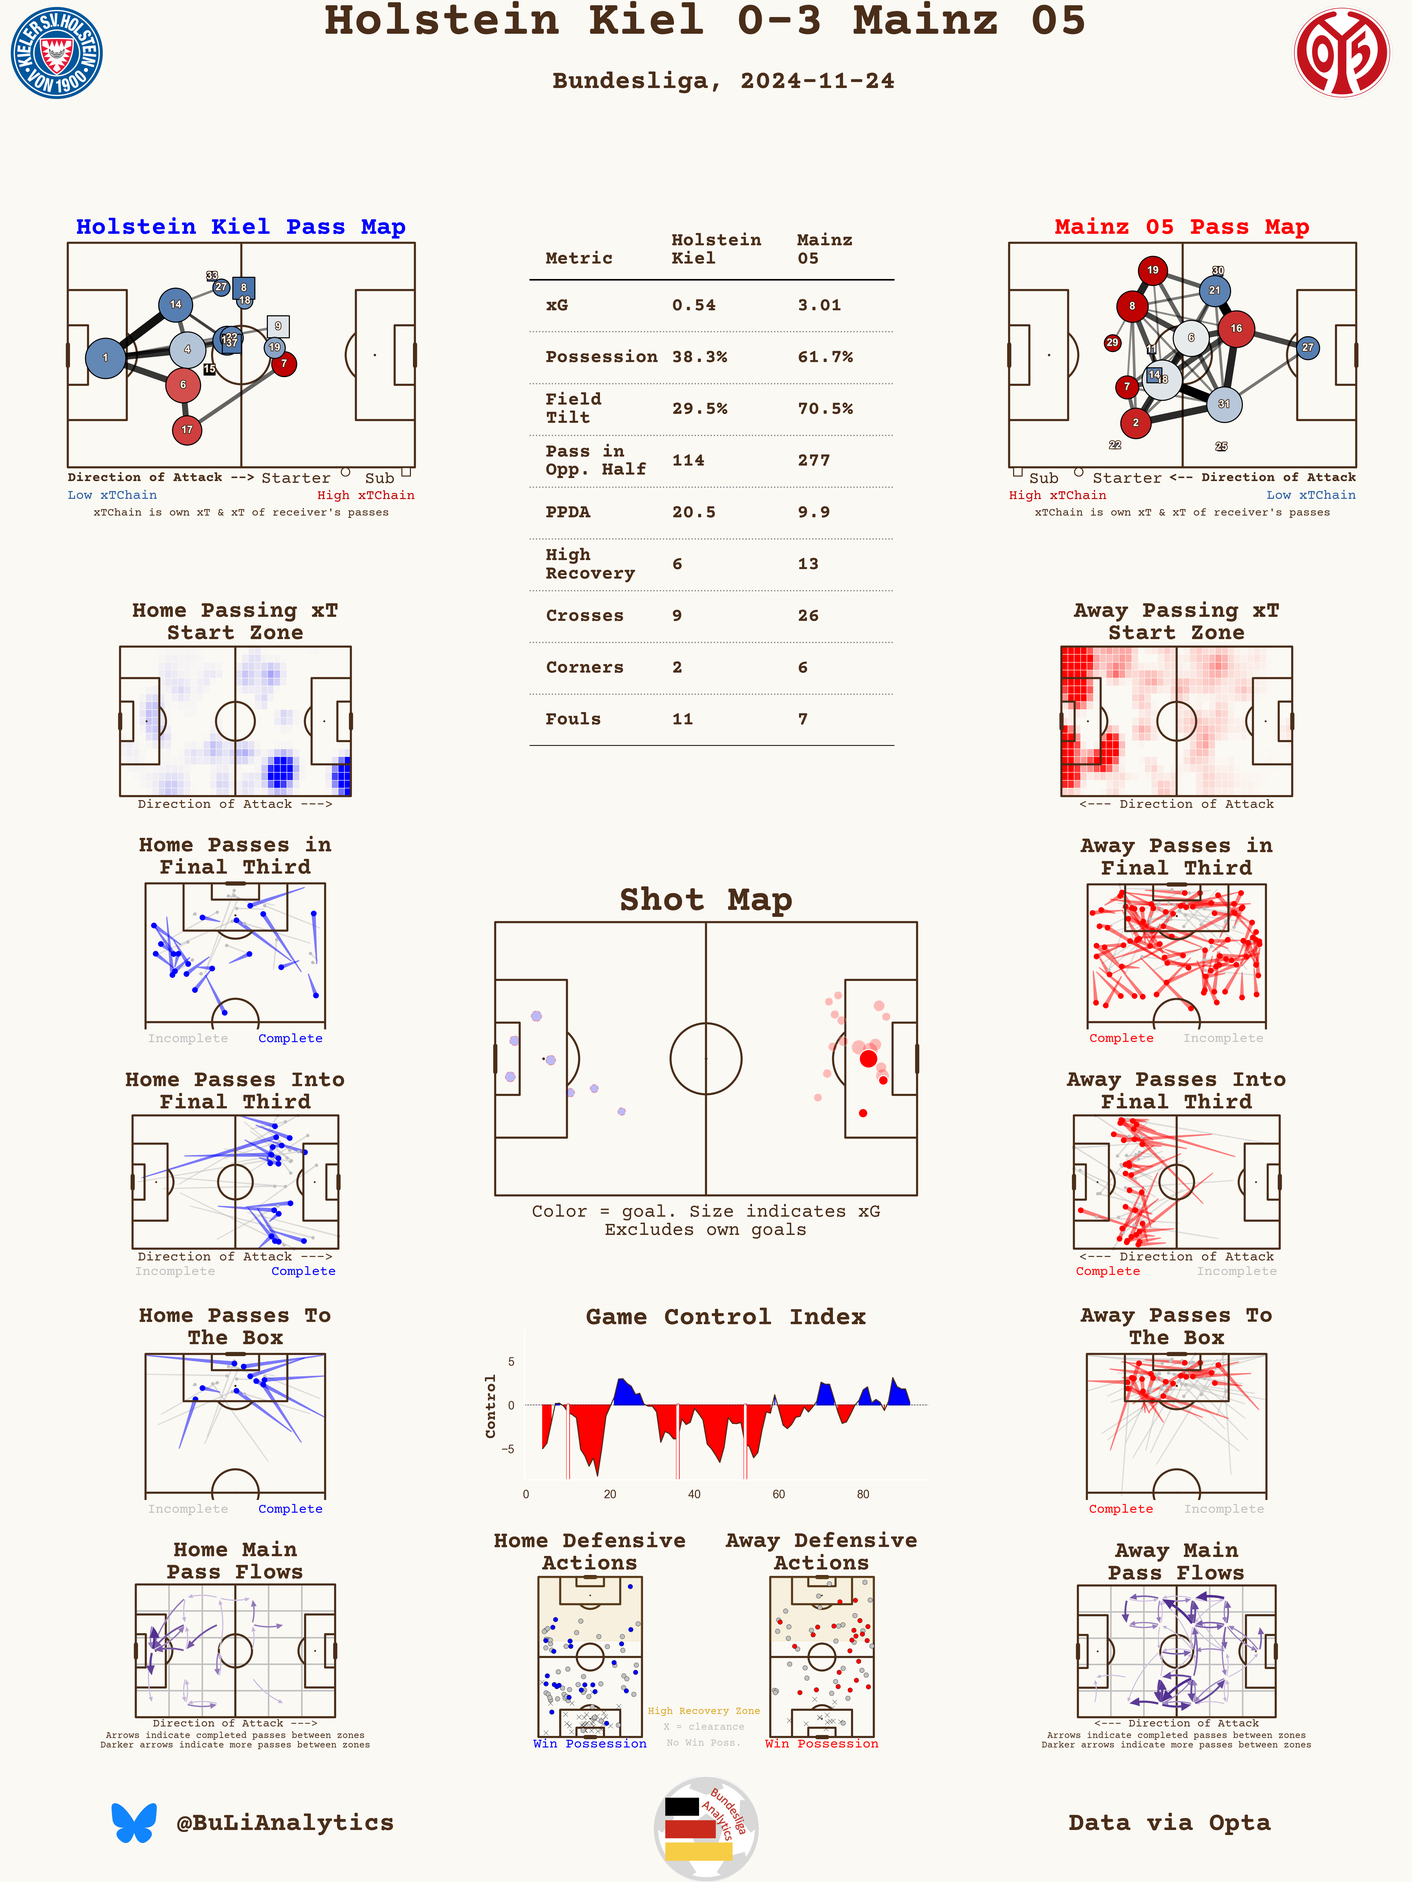 Holstein Kiel 0-3 Mainz 05
Bundesliga, 2024-11-24
KIELER S.V. HOLSTEIN
VON 1900
05
Holstein Kiel Pass Map
33
27
8
18
14
9
22
37
4
19
1
15
7
6
17
Direction of Attack --> Starter Sub
Low xTChain High xTChain
xTChain is own xT & xT of receiver's passes
Metric Holstein Kiel Mainz 05
xG 0.54 3.01
Possession 38.3% 61.7%
Field Tilt 29.5% 70.5%
Pass in Opp. Half 114 277
PPDA 20.5 9.9
High Recovery 6 13
Crosses 9 26
Corners 2 6
Fouls 11 7
Mainz 05 Pass Map
19
30
21
8
16
6
29
11
27
14
18
7
31
2
22
25
Sub Starter <-- Direction of Attack
High xTChain Low xTChain
xTChain is own xT & xT of receiver's passes
Home Passing xT
Start Zone
Direction of Attack --->
Away Passing xT
Start Zone
<--- Direction of Attack
Home Passes in
Final Third
Incomplete Complete
Away Passes in
Final Third
Complete Incomplete
Shot Map
Color = goal. Size indicates xG
Excludes own goals
Home Passes Into
Final Third
Direction of Attack --->
Incomplete Complete
Away Passes Into
Final Third
<--- Direction of Attack
Complete Incomplete
Home Passes To
The Box
Incomplete Complete
Game Control Index
Control
5
0
−5
0 20 40 60 80
Away Passes To
The Box
Complete Incomplete
Home Main
Pass Flows
Direction of Attack --->
Arrows indicate completed passes between zones
Darker arrows indicate more passes between zones
Home Defensive
Actions
Win Possession
Away Defensive
Actions
Win Possession
High Recovery Zone
X = clearance
No Win Poss.
Away Main
Pass Flows
<--- Direction of Attack
Arrows indicate completed passes between zones
Darker arrows indicate more passes between zones
@BuLiAnalytics
Bundesliga
Analytics
Data via Opta